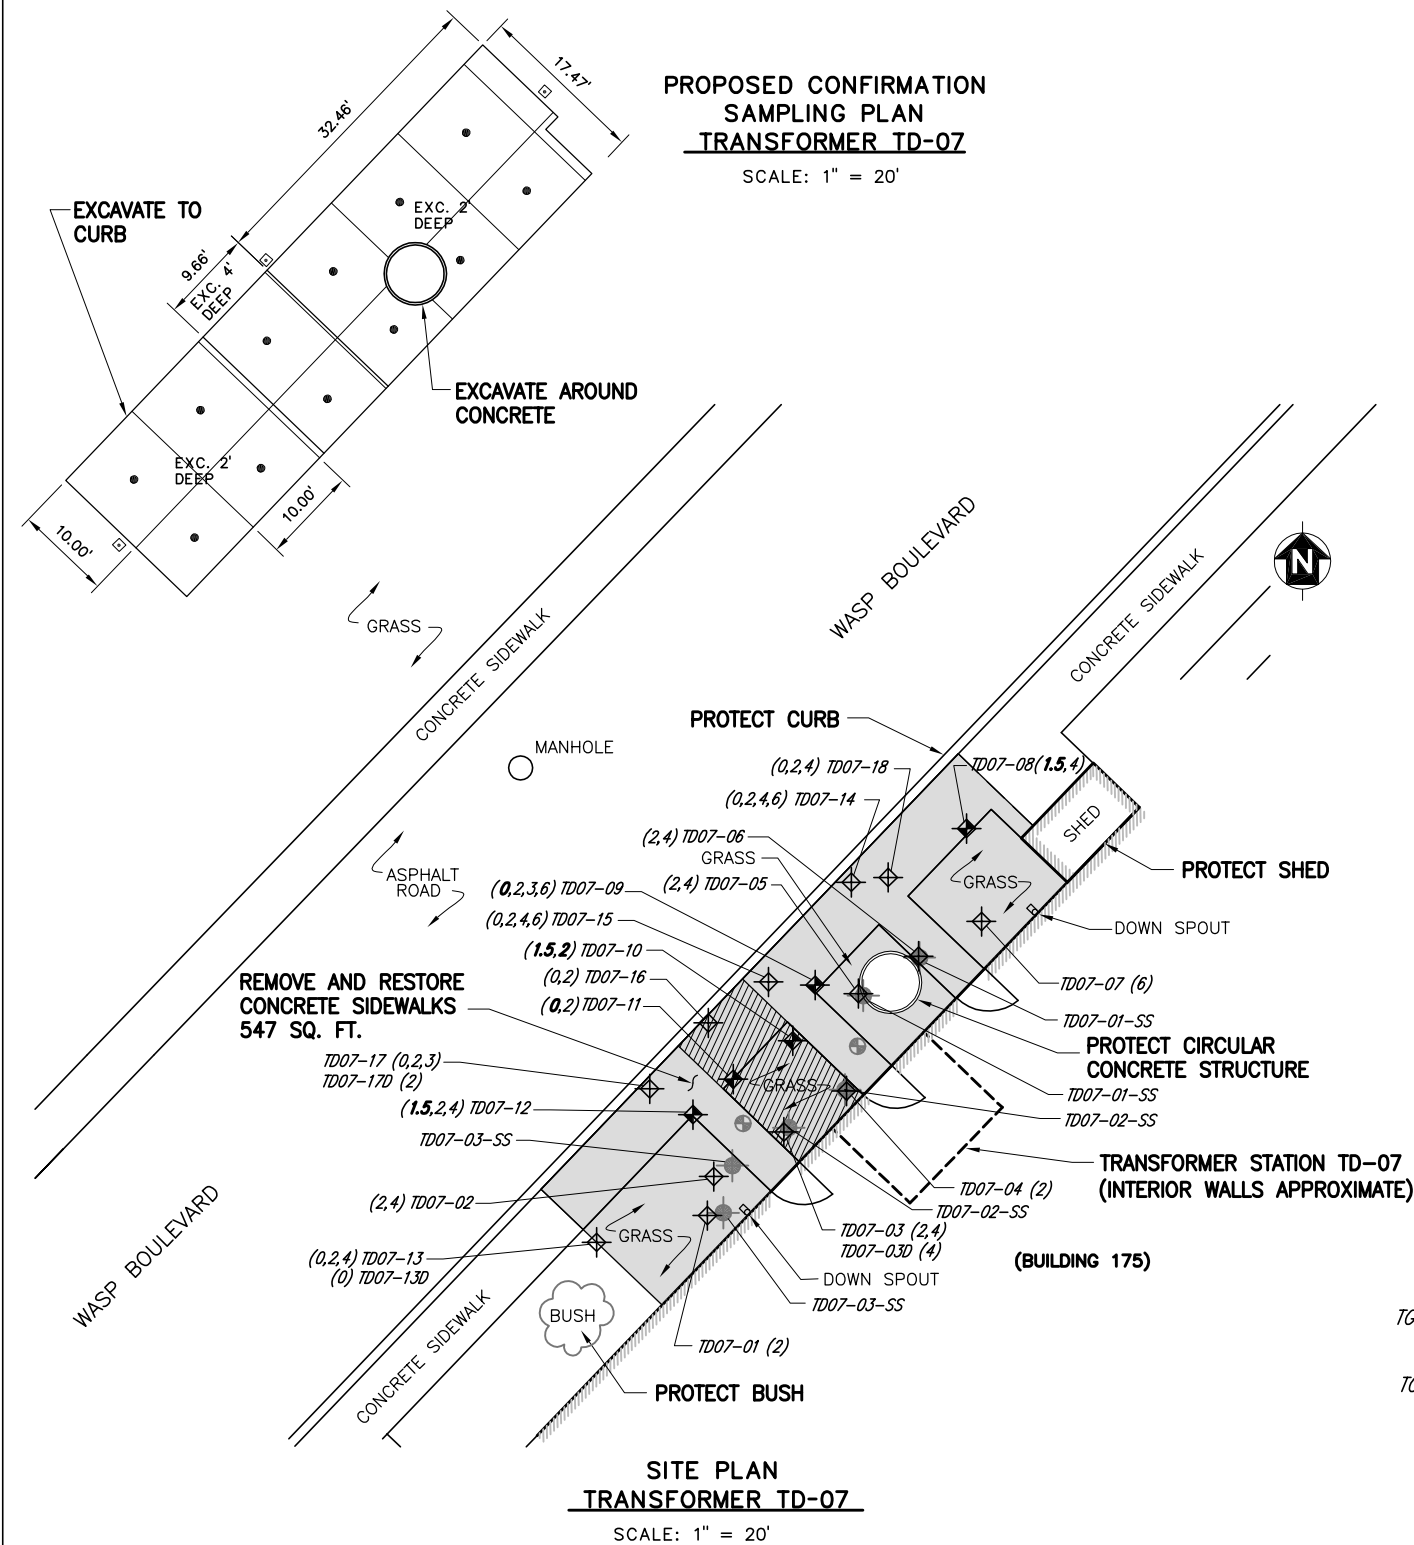 PROPOSED CONFIRMATION
SAMPLING PLAN
TRANSFORMER TD-07
SCALE: 1" = 20'
17.47'
32.46'
9.66'
EXC. 4'
DEEP
EXC. 2'
DEEP
EXCAVATE TO
CURB
EXCAVATE AROUND
CONCRETE
EXC. 2'
DEEP
10.00'
10.00'
GRASS
CONCRETE SIDEWALK
WASP BOULEVARD
CONCRETE SIDEWALK
N
MANHOLE
ASPHALT
ROAD
PROTECT CURB
(0,2,4) TD07-18
TD07-08(1.5,4)
(0,2,4,6) TD07-14
SHED
(2,4) TD07-06
GRASS
PROTECT SHED
(2,4) TD07-05
GRASS
(0,2,3,6) TD07-09
(0,2,4,6) TD07-15
DOWN SPOUT
(1.5,2) TD07-10
(0,2) TD07-16
(0,2)TD07-11
REMOVE AND RESTORE
CONCRETE SIDEWALKS
547 SQ. FT.
TD07-07 (6)
TD07-01-SS
PROTECT CIRCULAR
CONCRETE STRUCTURE
TD07-17 (0,2,3)
TD07-17D (2)
GRASS
TD07-01-SS
(1.5,2,4) TD07-12
TD07-02-SS
TD07-03-SS
TRANSFORMER STATION TD-07
(INTERIOR WALLS APPROXIMATE)
TD07-04 (2)
(2,4) TD07-02
TD07-02-SS
TD07-03 (2,4)
TD07-03D (4)
GRASS
(0,2,4) TD07-13
(0) TD07-13D
(BUILDING 175)
DOWN SPOUT
TD07-03-SS
WASP BOULEVARD
BUSH
TD07-01 (2)
CONCRETE SIDEWALK
PROTECT BUSH
SITE PLAN
TRANSFORMER TD-07
SCALE: 1" = 20'